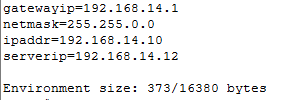 gatewayip=192.168.14.1
netmask=255.255.0.0
ipaddr=192.168.14.10
serverip=192.168.14.12
Environment size: 373/16380 bytes